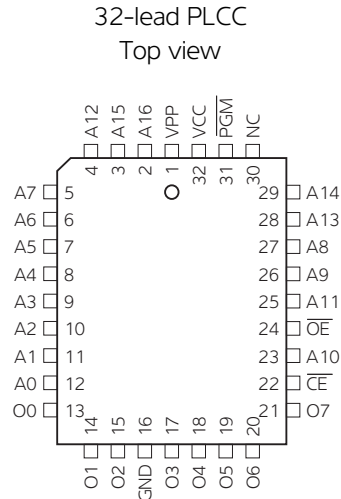 32-lead PLCC
Top view
A12 A15 A16 VPP VCC P̅G̅M̅ NC
4 3 2 1 32 31 30
A7 5 29 A14
A6 6 28 A13
A5 7 27 A8
A4 8 26 A9
A3 9 25 A11
A2 10 24 O̅E̅
A1 11 23 A10
A0 12 22 C̅E̅
O0 13 21 O7
14 15 16 17 18 19 20
O1 O2 GND O3 O4 O5 O6